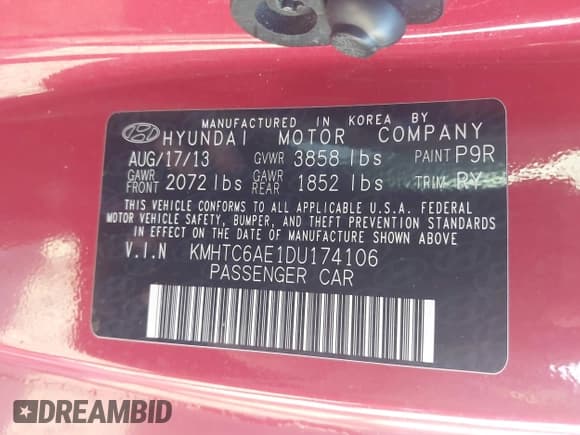 MANUFACTURED IN KOREA BY
HYUNDAI MOTOR COMPANY
AUG/17/13 GVWR 3858 lbs PAINT P9R
GAWR FRONT 2072 lbs GAWR REAR 1852 lbs TRIM RY
THIS VEHICLE CONFORMS TO ALL APPLICABLE U.S.A. FEDERAL
MOTOR VEHICLE SAFETY, BUMPER, AND THEFT PREVENTION STANDARDS
IN EFFECT ON THE DATE OF MANUFACTURE SHOWN ABOVE
V.I.N KMHTC6AE1DU174106
PASSENGER CAR
DREAMBID